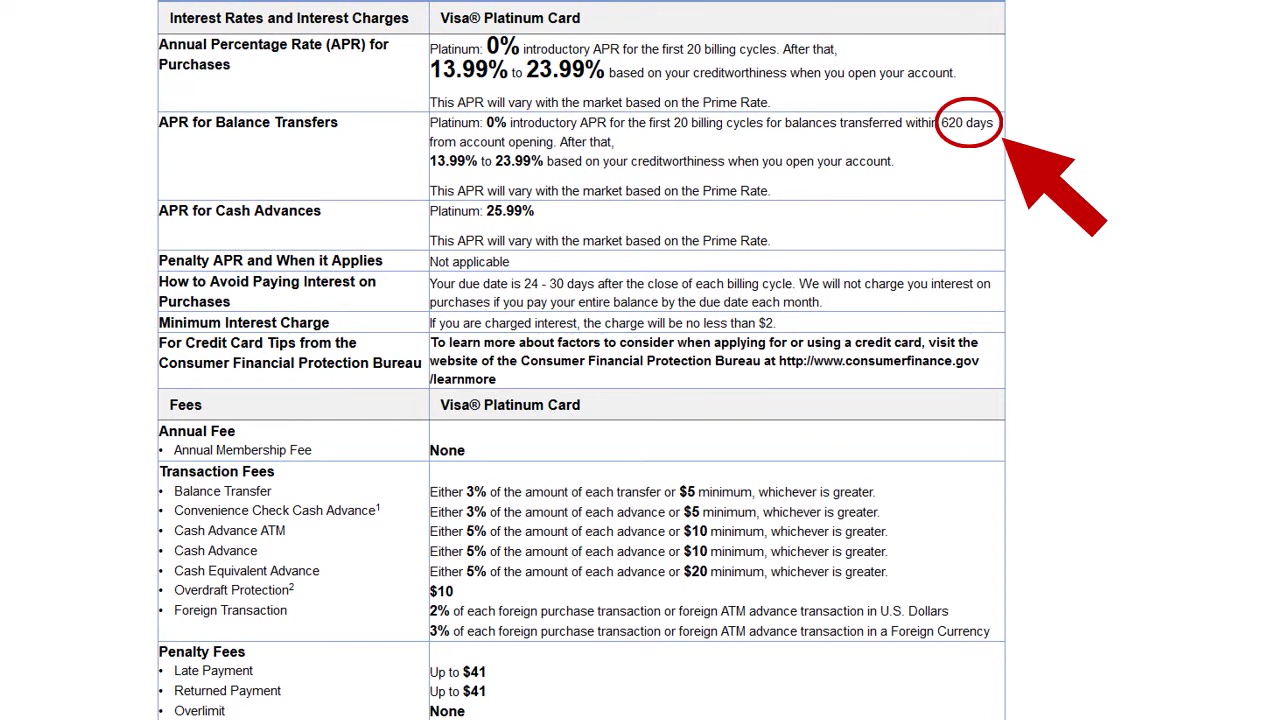 Interest Rates and Interest Charges
Visa® Platinum Card
Annual Percentage Rate (APR) for
Purchases
Platinum: 0% introductory APR for the first 20 billing cycles. After that,
13.99% to 23.99% based on your creditworthiness when you open your account.
This APR will vary with the market based on the Prime Rate.
APR for Balance Transfers
Platinum: 0% introductory APR for the first 20 billing cycles for balances transferred within 620 days
from account opening. After that,
13.99% to 23.99% based on your creditworthiness when you open your account.
This APR will vary with the market based on the Prime Rate.
APR for Cash Advances
Platinum: 25.99%
This APR will vary with the market based on the Prime Rate.
Penalty APR and When it Applies
Not applicable
How to Avoid Paying Interest on
Purchases
Your due date is 24 - 30 days after the close of each billing cycle. We will not charge you interest on
purchases if you pay your entire balance by the due date each month.
Minimum Interest Charge
If you are charged interest, the charge will be no less than $2.
For Credit Card Tips from the
Consumer Financial Protection Bureau
To learn more about factors to consider when applying for or using a credit card, visit the
website of the Consumer Financial Protection Bureau at http://www.consumerfinance.gov
/learnmore
Fees
Visa® Platinum Card
Annual Fee
• Annual Membership Fee
None
Transaction Fees
• Balance Transfer
Either 3% of the amount of each transfer or $5 minimum, whichever is greater.
• Convenience Check Cash Advance1
Either 3% of the amount of each advance or $5 minimum, whichever is greater.
• Cash Advance ATM
Either 5% of the amount of each advance or $10 minimum, whichever is greater.
• Cash Advance
Either 5% of the amount of each advance or $10 minimum, whichever is greater.
• Cash Equivalent Advance
Either 5% of the amount of each advance or $20 minimum, whichever is greater.
• Overdraft Protection2
$10
• Foreign Transaction
2% of each foreign purchase transaction or foreign ATM advance transaction in U.S. Dollars
3% of each foreign purchase transaction or foreign ATM advance transaction in a Foreign Currency
Penalty Fees
• Late Payment
Up to $41
• Returned Payment
Up to $41
• Overlimit
None